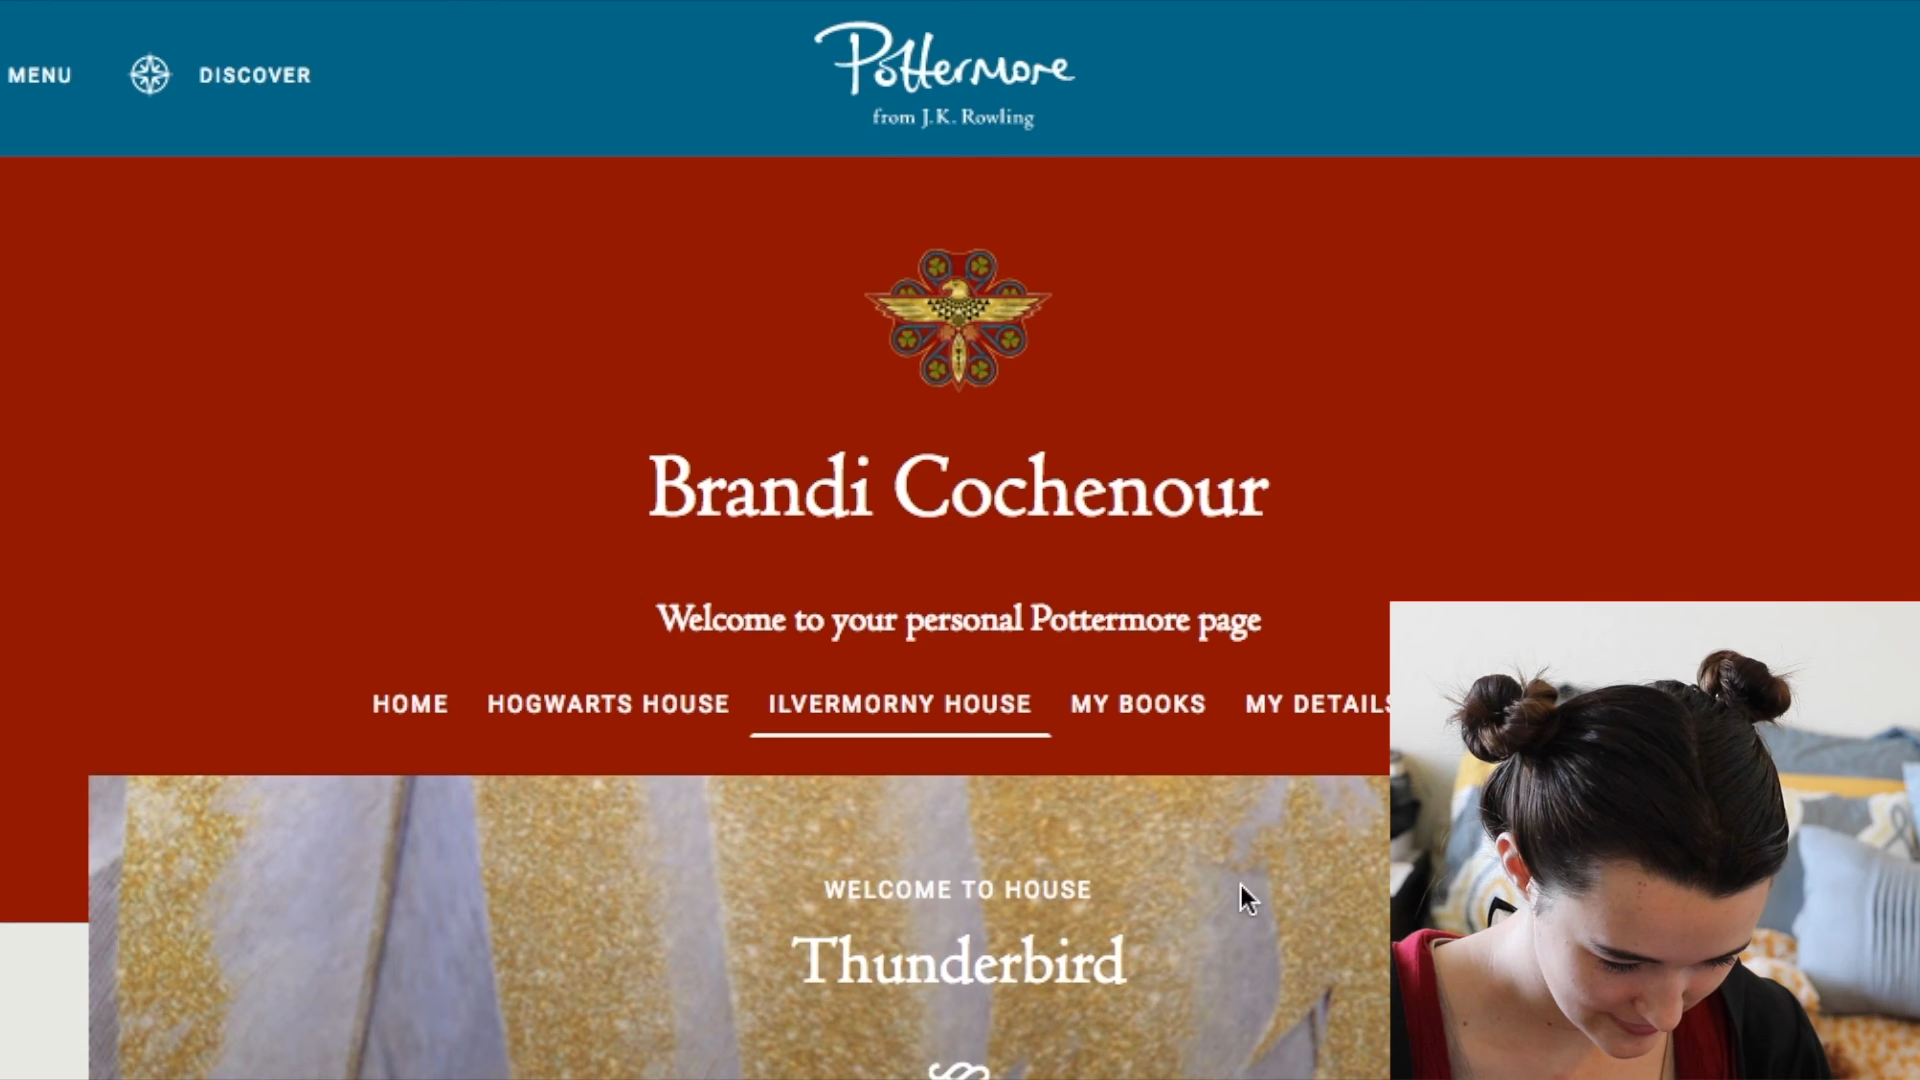 MENU
DISCOVER
Pottermore
from J.K. Rowling
Brandi Cochenour
Welcome to your personal Pottermore page
HOME
HOGWARTS HOUSE
ILVERMORNY HOUSE
MY BOOKS
MY DETAILS
WELCOME TO HOUSE
Thunderbird